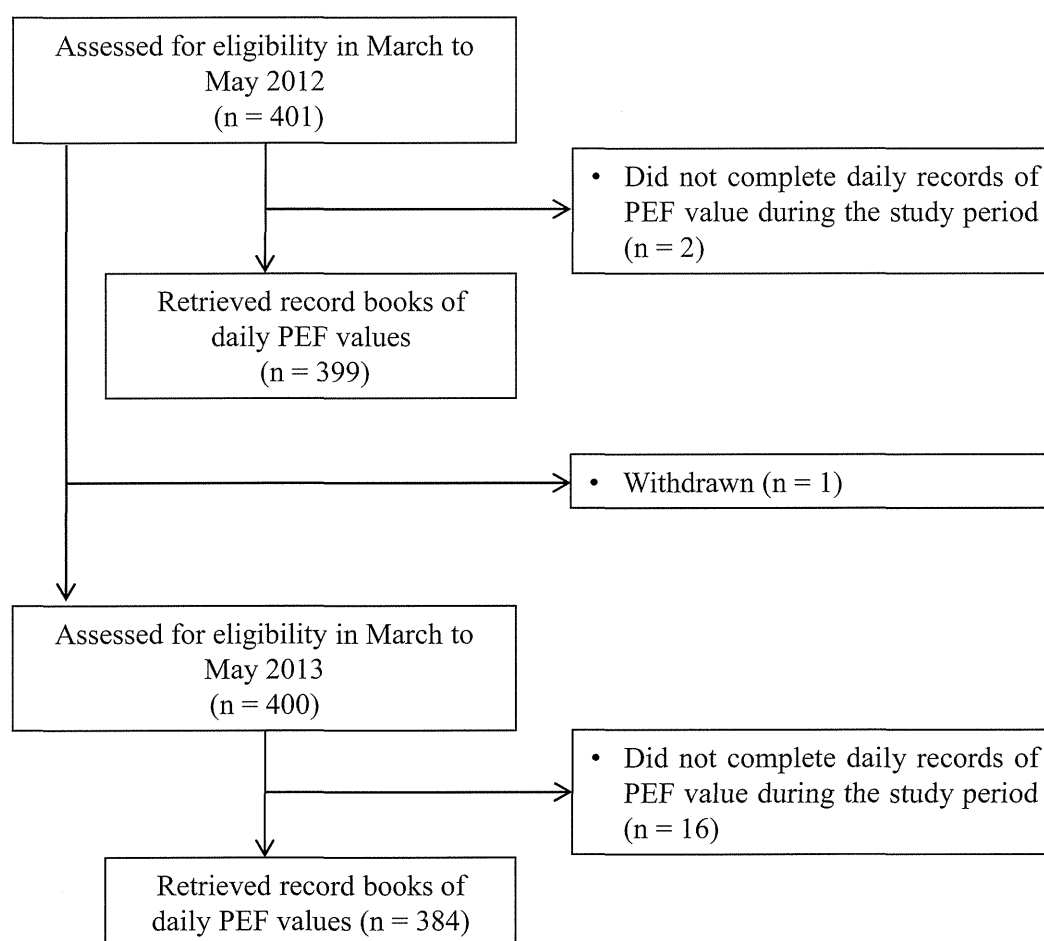 Assessed for eligibility in March to
May 2012
(n = 401)
• Did not complete daily records of
PEF value during the study period
(n = 2)
Retrieved record books of
daily PEF values
(n = 399)
• Withdrawn (n = 1)
Assessed for eligibility in March to
May 2013
(n = 400)
• Did not complete daily records of
PEF value during the study period
(n = 16)
Retrieved record books of
daily PEF values (n = 384)